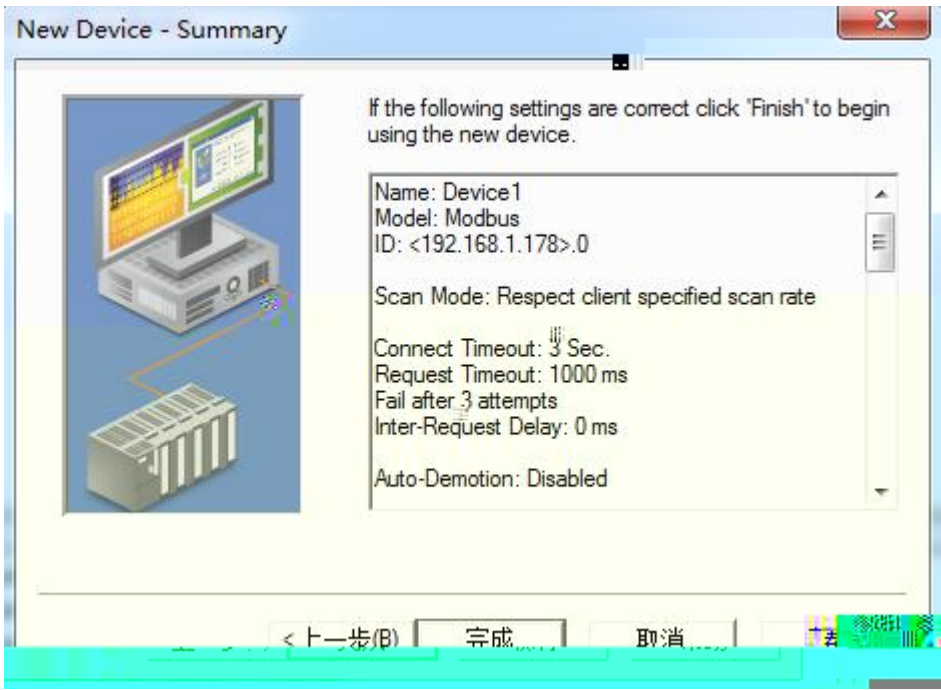 New Device - Summary
If the following settings are correct click 'Finish' to begin
using the new device.
Name: Device1
Model: Modbus
ID: <192.168.1.178>.0
Scan Mode: Respect client specified scan rate
Connect Timeout: 3 Sec.
Request Timeout: 1000 ms
Fail after 3 attempts
Inter-Request Delay: 0 ms
Auto-Demotion: Disabled
< 上一步(B) 完成 取消